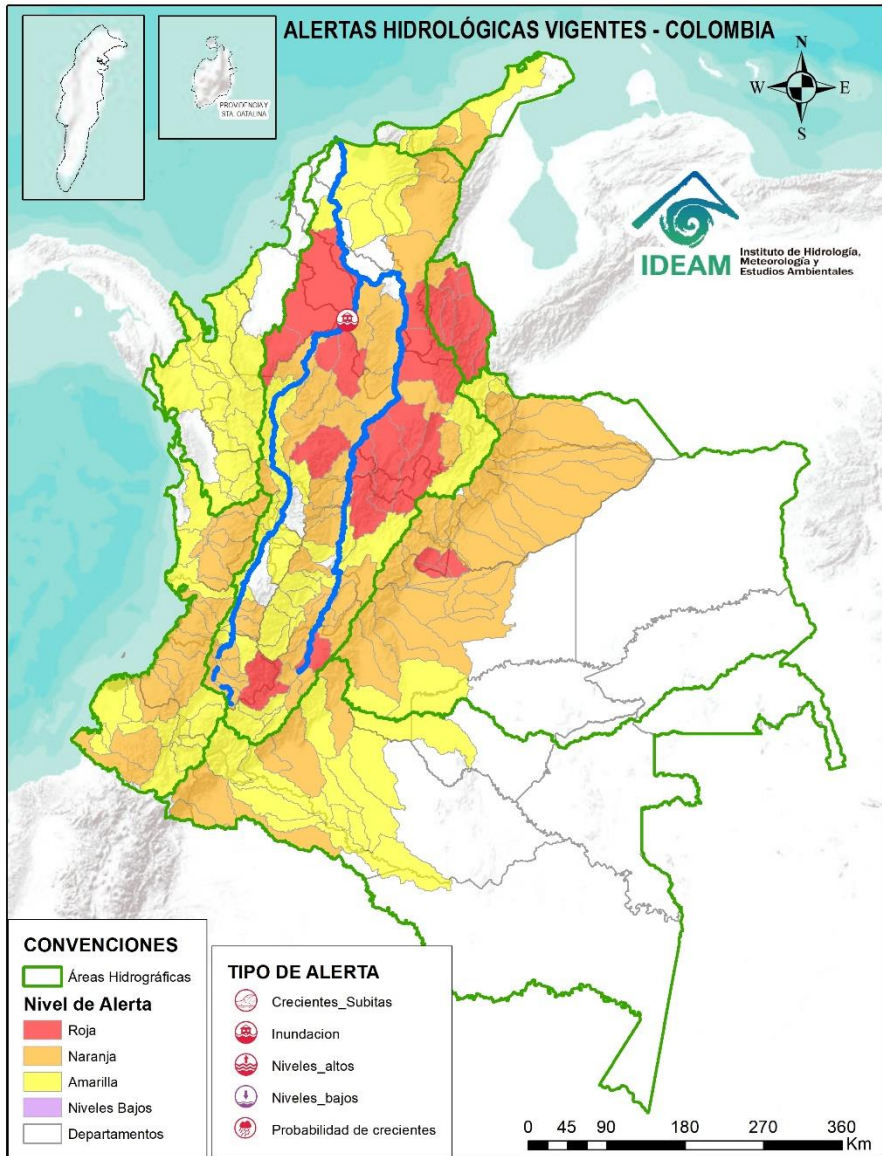 ALERTAS HIDROLÓGICAS VIGENTES - COLOMBIA
PROVIDENCIA Y
STA. CATALINA
N
W
E
S
IDEAM
Instituto de Hidrología,
Meteorología y
Estudios Ambientales
CONVENCIONES
Áreas Hidrográficas
Nivel de Alerta
Roja
Naranja
Amarilla
Niveles Bajos
Departamentos
TIPO DE ALERTA
Crecientes_Subitas
Inundacion
Niveles_altos
Niveles_bajos
Probabilidad de crecientes
0 45 90 180 270 360
Km